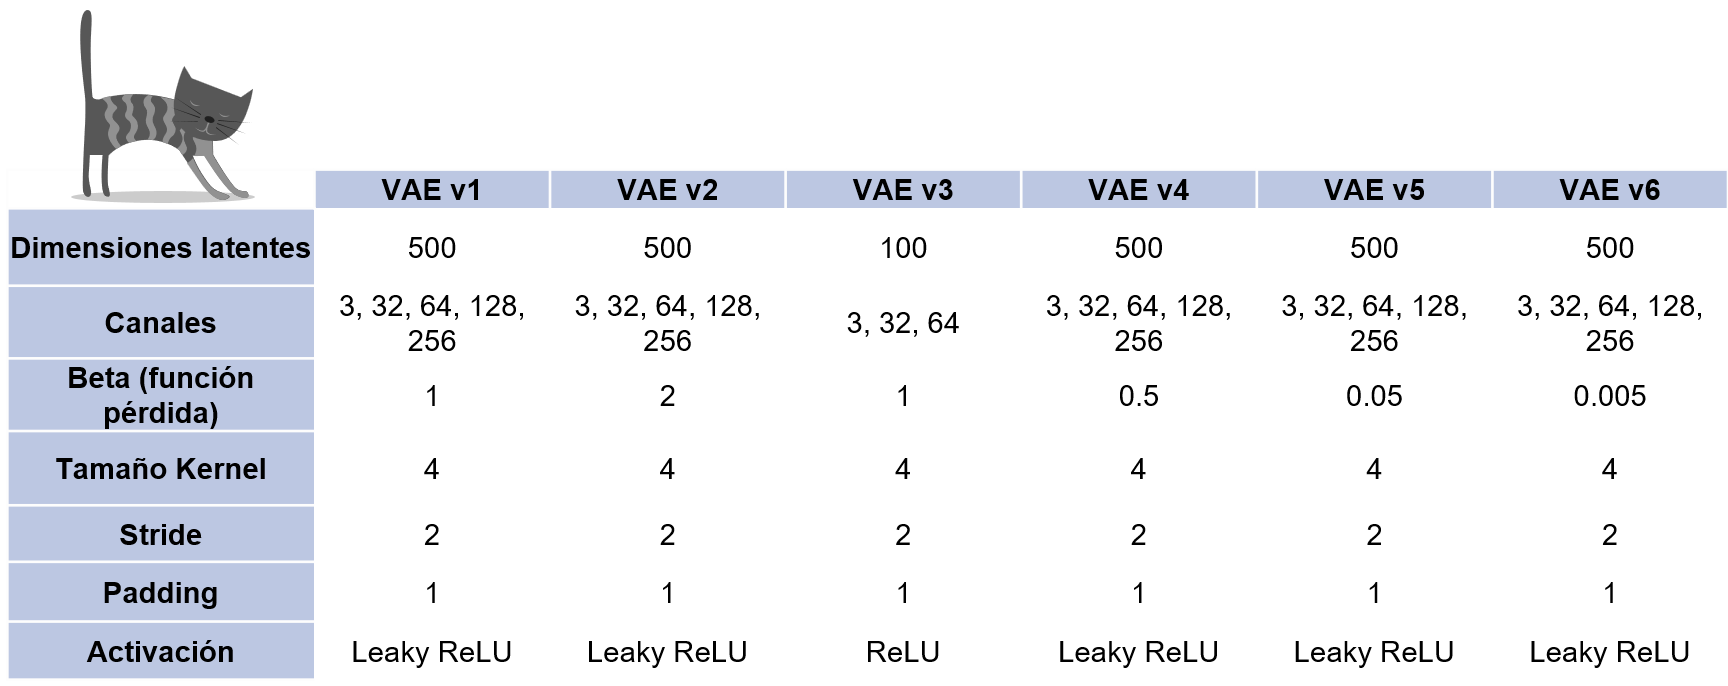 VAE v1 VAE v2 VAE v3 VAE v4 VAE v5 VAE v6
Dimensiones latentes 500 500 100 500 500 500
Canales 3, 32, 64, 128, 256 3, 32, 64, 128, 256 3, 32, 64 3, 32, 64, 128, 256 3, 32, 64, 128, 256 3, 32, 64, 128, 256
Beta (función pérdida) 1 2 1 0.5 0.05 0.005
Tamaño Kernel 4 4 4 4 4 4
Stride 2 2 2 2 2 2
Padding 1 1 1 1 1 1
Activación Leaky ReLU Leaky ReLU ReLU Leaky ReLU Leaky ReLU Leaky ReLU